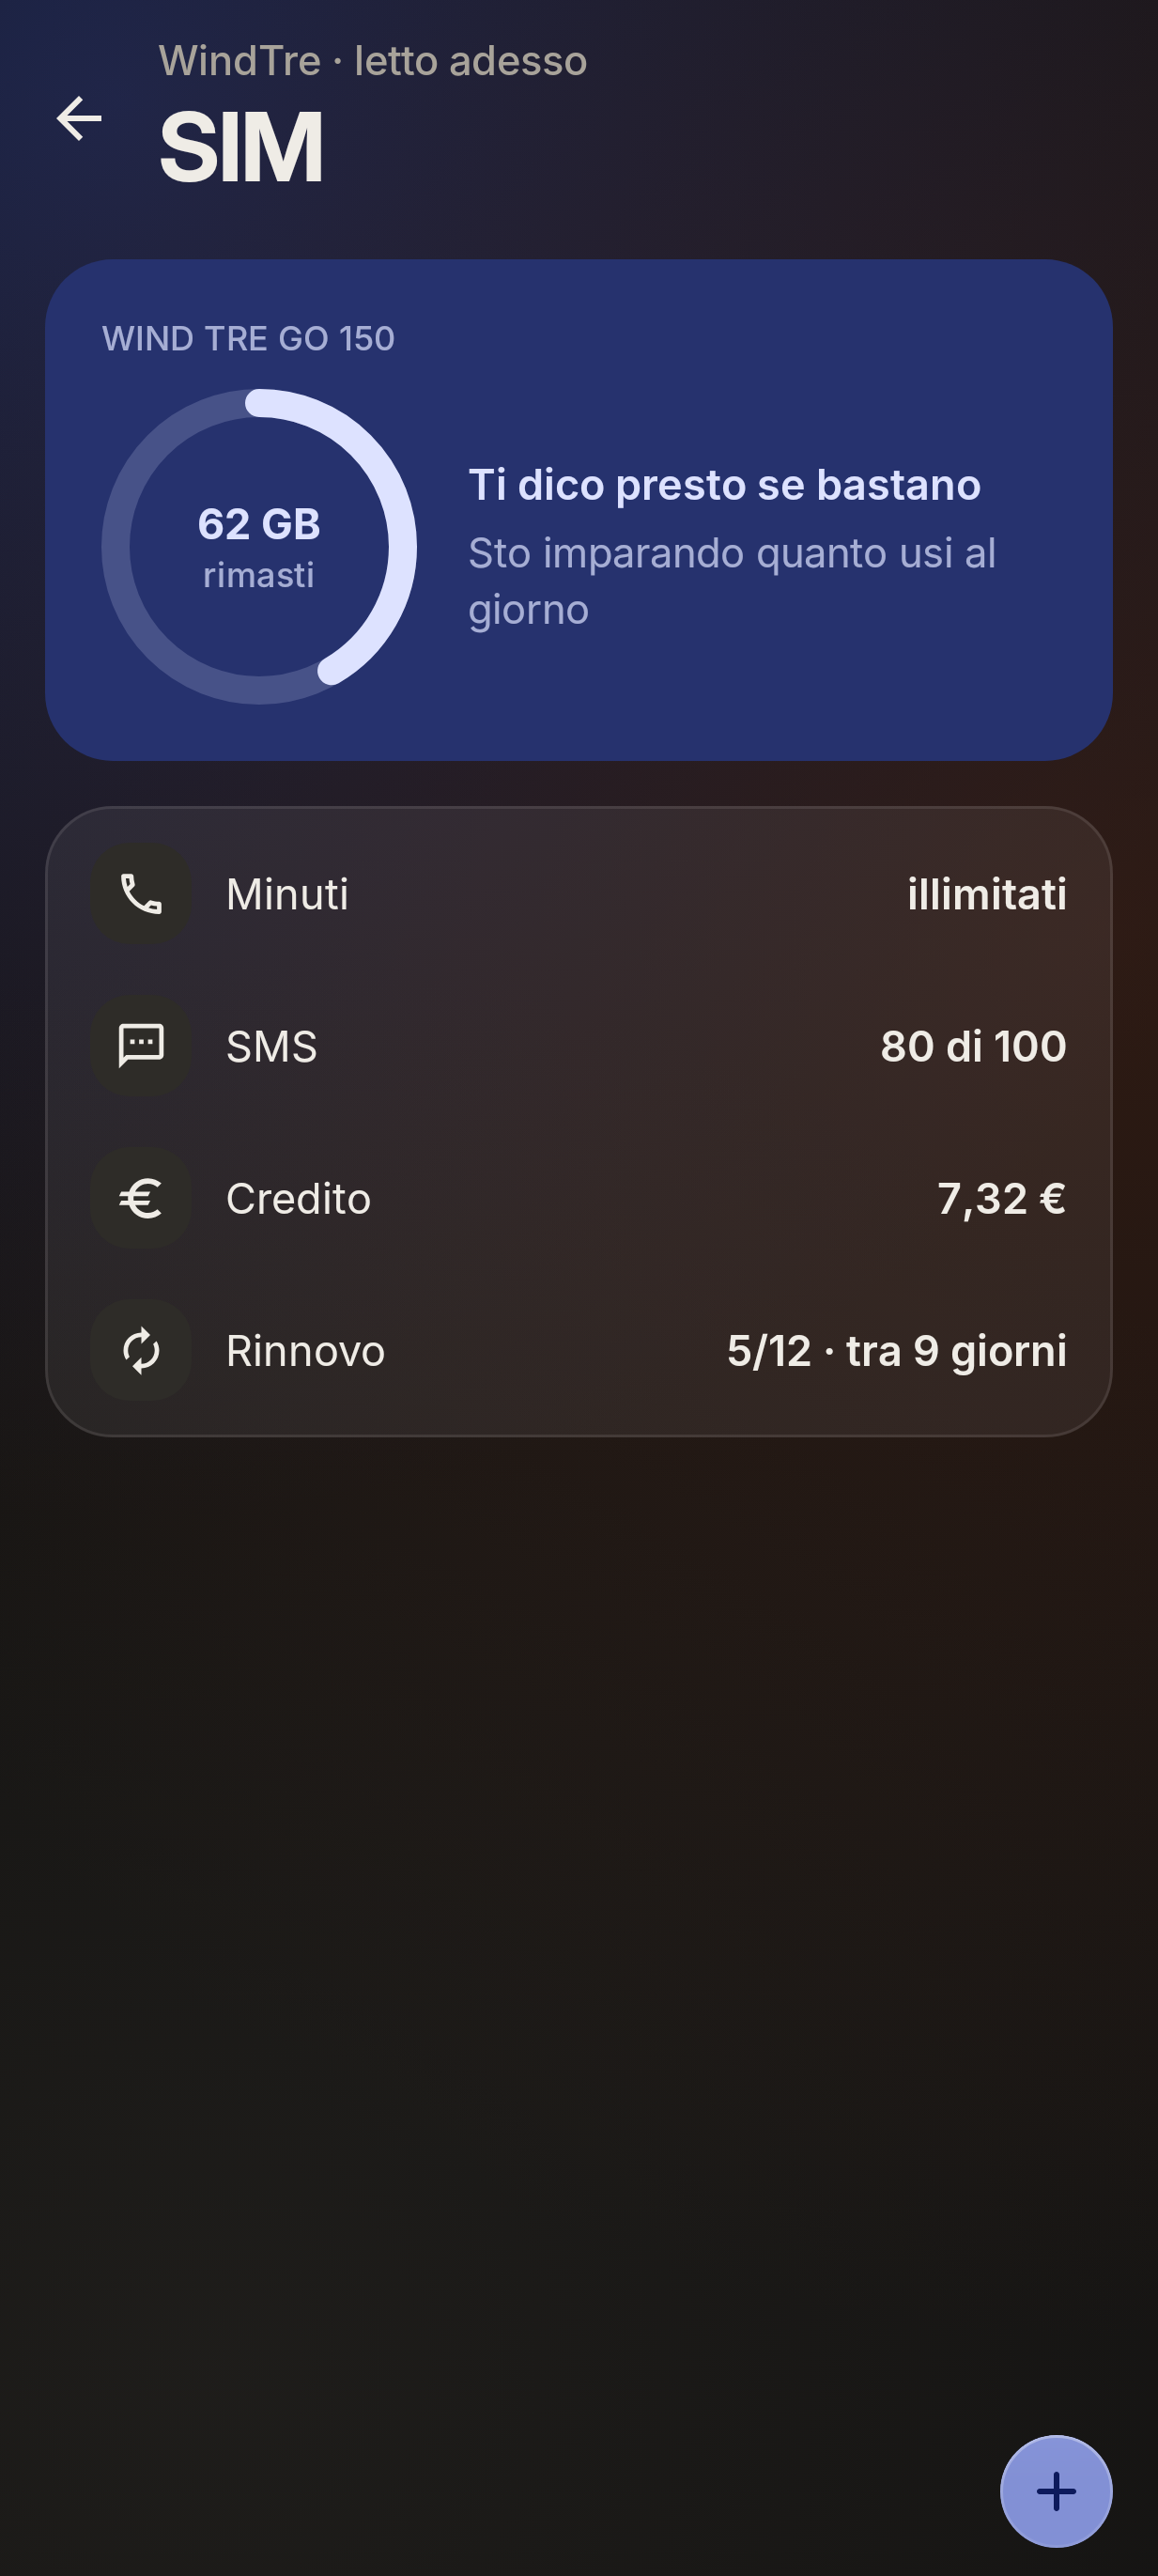 WindTre · letto adesso
SIM
WIND TRE GO 150
62 GB
rimasti
Ti dico presto se bastano
Sto imparando quanto usi al
giorno
Minuti illimitati
SMS 80 di 100
Credito 7,32 €
Rinnovo 5/12 · tra 9 giorni